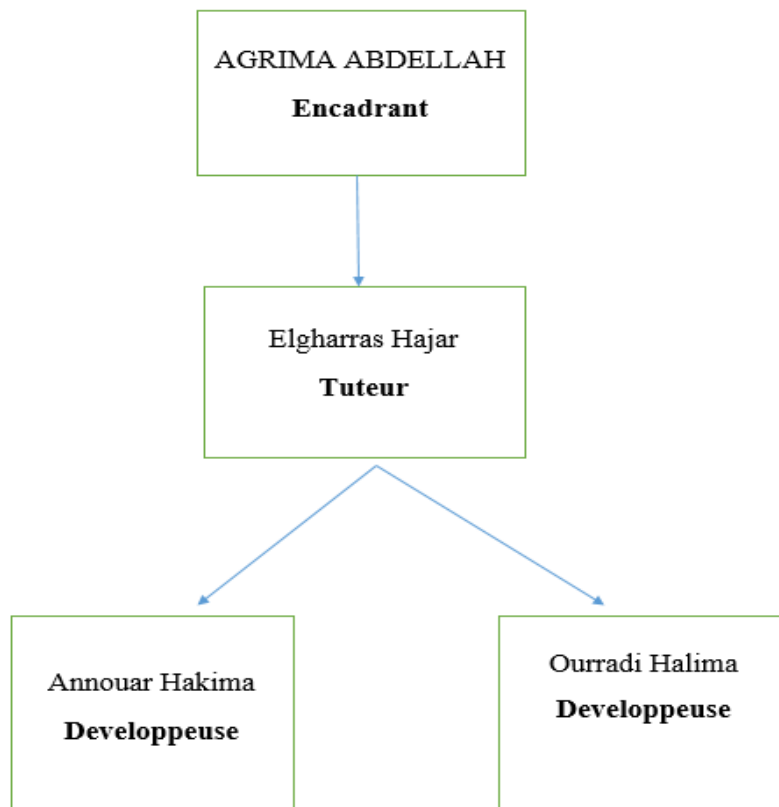 AGRIMA ABDELLAH
Encadrant
Elgharras Hajar
Tuteur
Annouar Hakima
Developpeuse
Ourradi Halima
Developpeuse